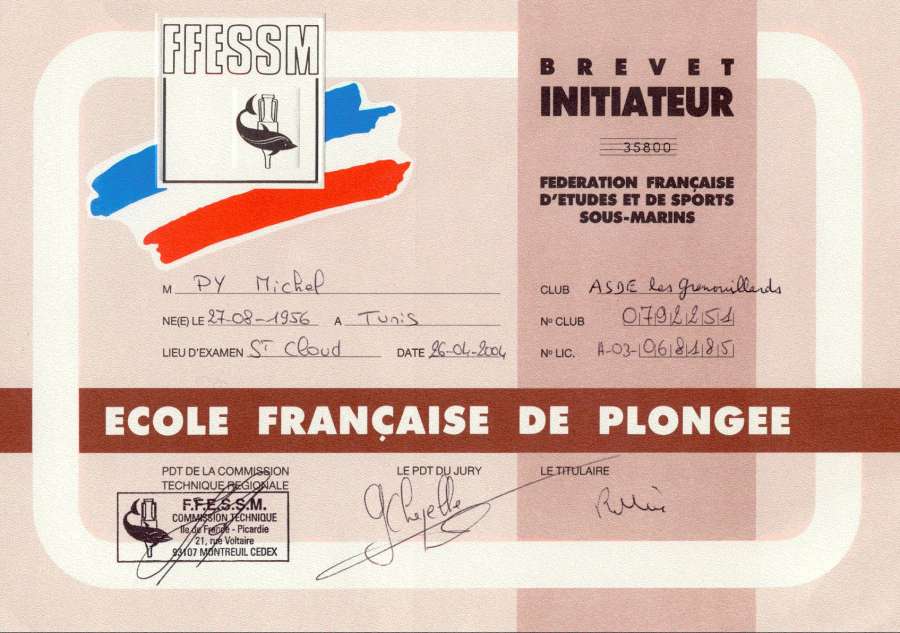 FFESSM
BREVET
INITIATEUR
35800
FEDERATION FRANÇAISE
D'ETUDES ET DE SPORTS
SOUS-MARINS
M PY Michel
CLUB ASDE les Grenouillards
NE(E) LE 27-08-1956 A TUNIS
No CLUB 0792251
LIEU D'EXAMEN ST Cloud DATE 26-04-2004
No LIC. A-03-968185
ECOLE FRANÇAISE DE PLONGEE
PDT DE LA COMMISSION
TECHNIQUE REGIONALE
LE PDT DU JURY
LE TITULAIRE
F.F.E.S.S.M.
COMMISSION TECHNIQUE
Ile de France - Picardie
21, rue Voltaire
93107 MONTREUIL CEDEX